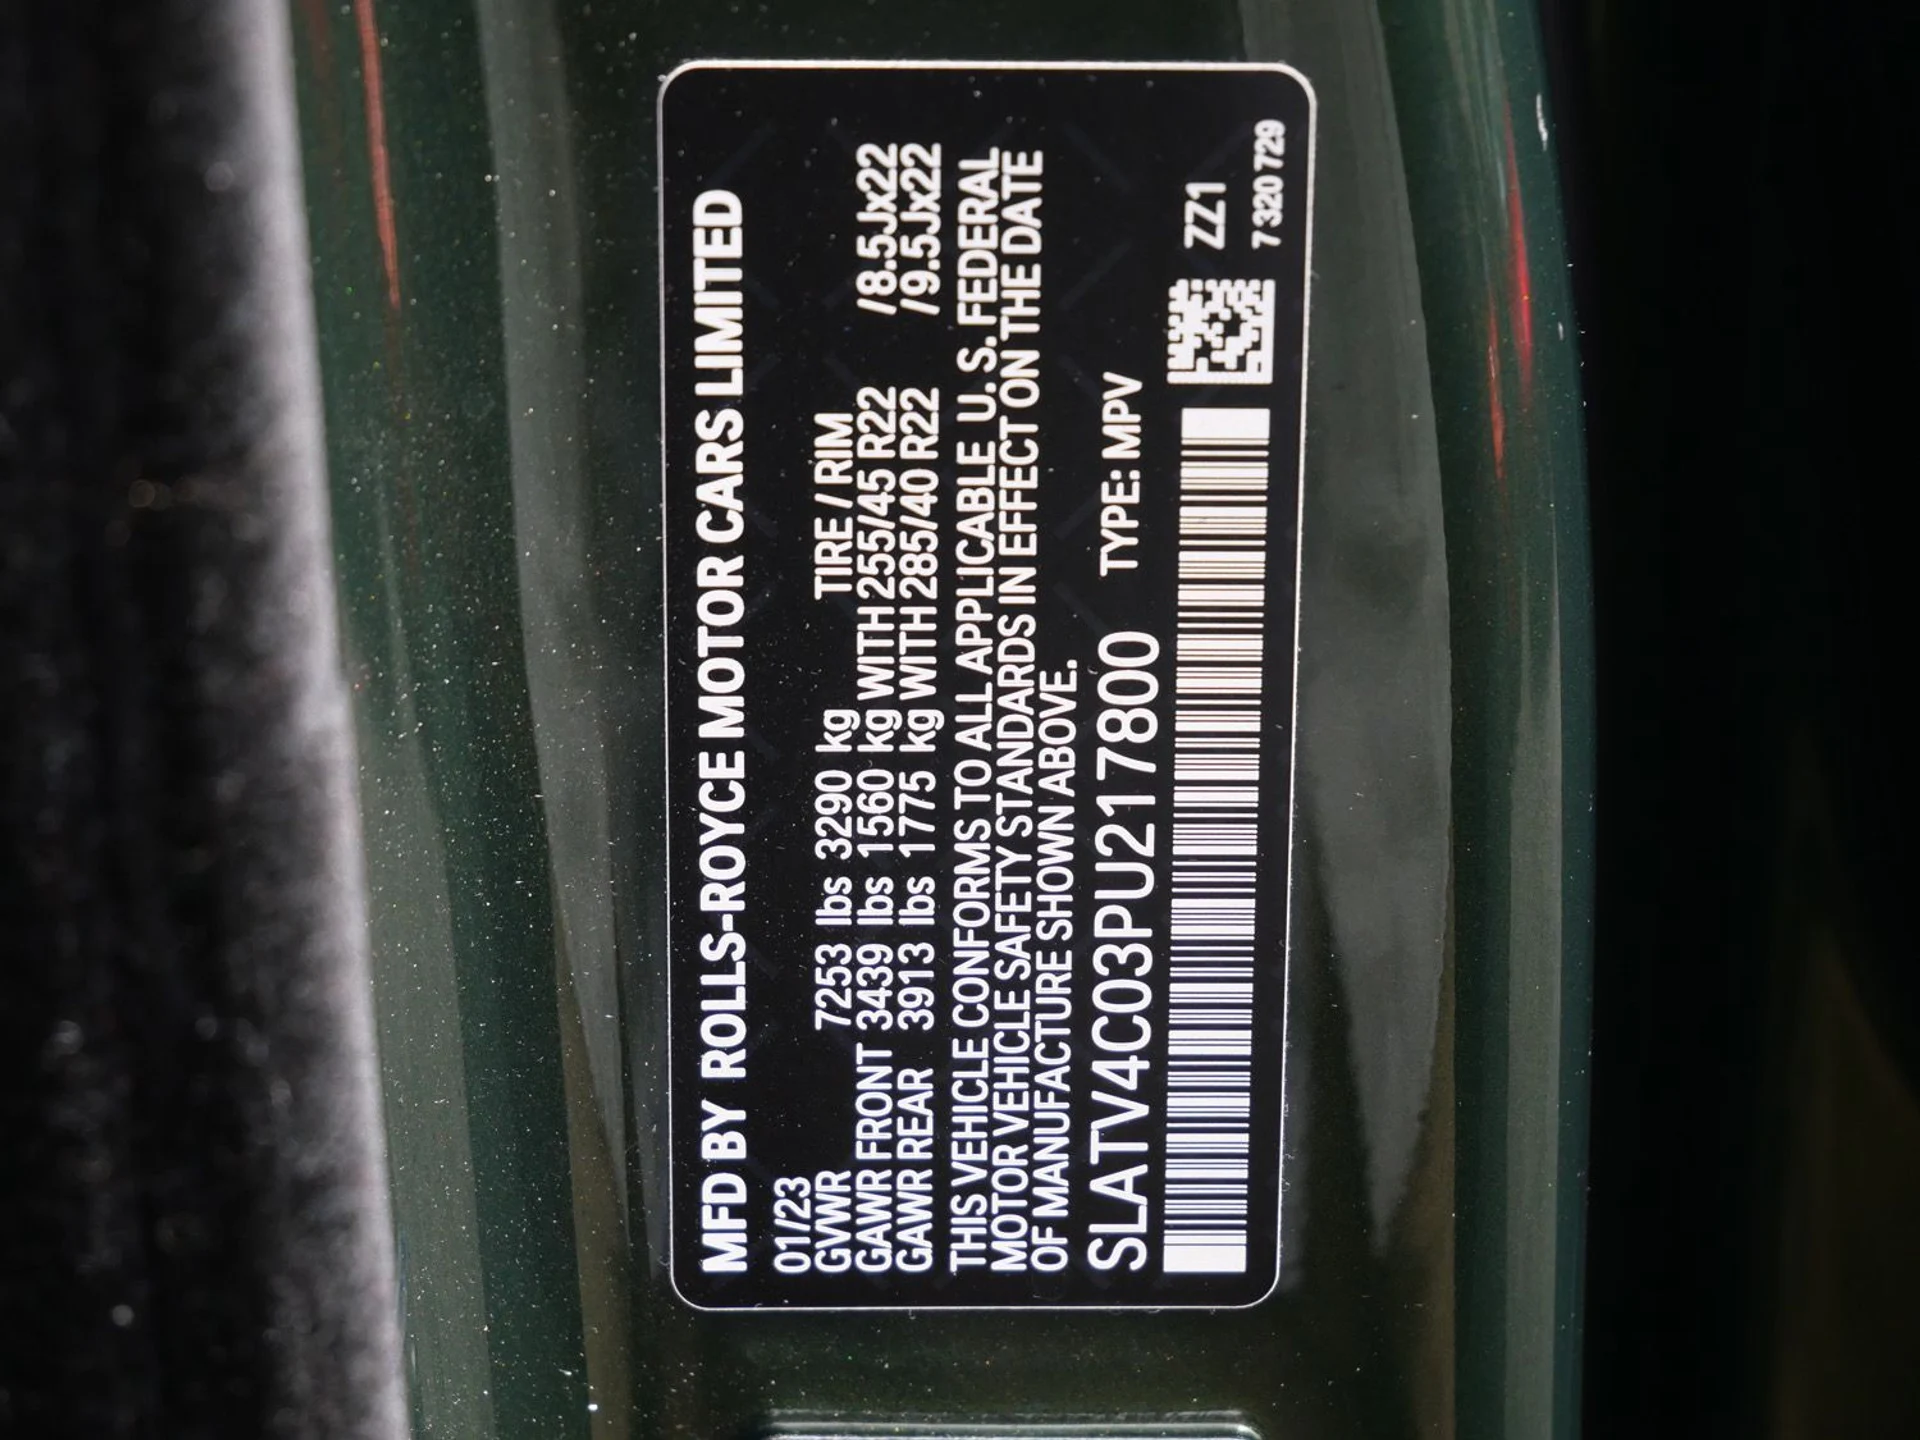 MFD BY ROLLS-ROYCE MOTOR CARS LIMITED
01/23
GVWR 7253 lbs 3290 kg TIRE / RIM
GAWR FRONT 3439 lbs 1560 kg WITH 255/45 R22 /8.5Jx22
GAWR REAR 3913 lbs 1775 kg WITH 285/40 R22 /9.5Jx22
THIS VEHICLE CONFORMS TO ALL APPLICABLE U.S. FEDERAL
MOTOR VEHICLE SAFETY STANDARDS IN EFFECT ON THE DATE
OF MANUFACTURE SHOWN ABOVE.
SLATV4C03PU217800 TYPE: MPV
ZZ1
7 320 729